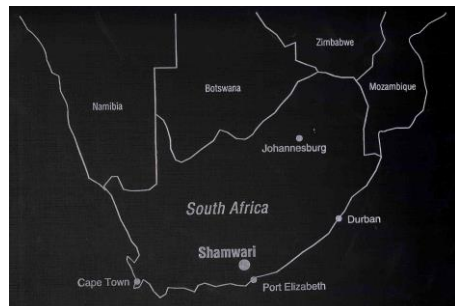 Zimbabwe
Namibia
Botswana
Mozambique
Johannesburg
South Africa
Durban
Shamwari
Cape Town
Port Elizabeth